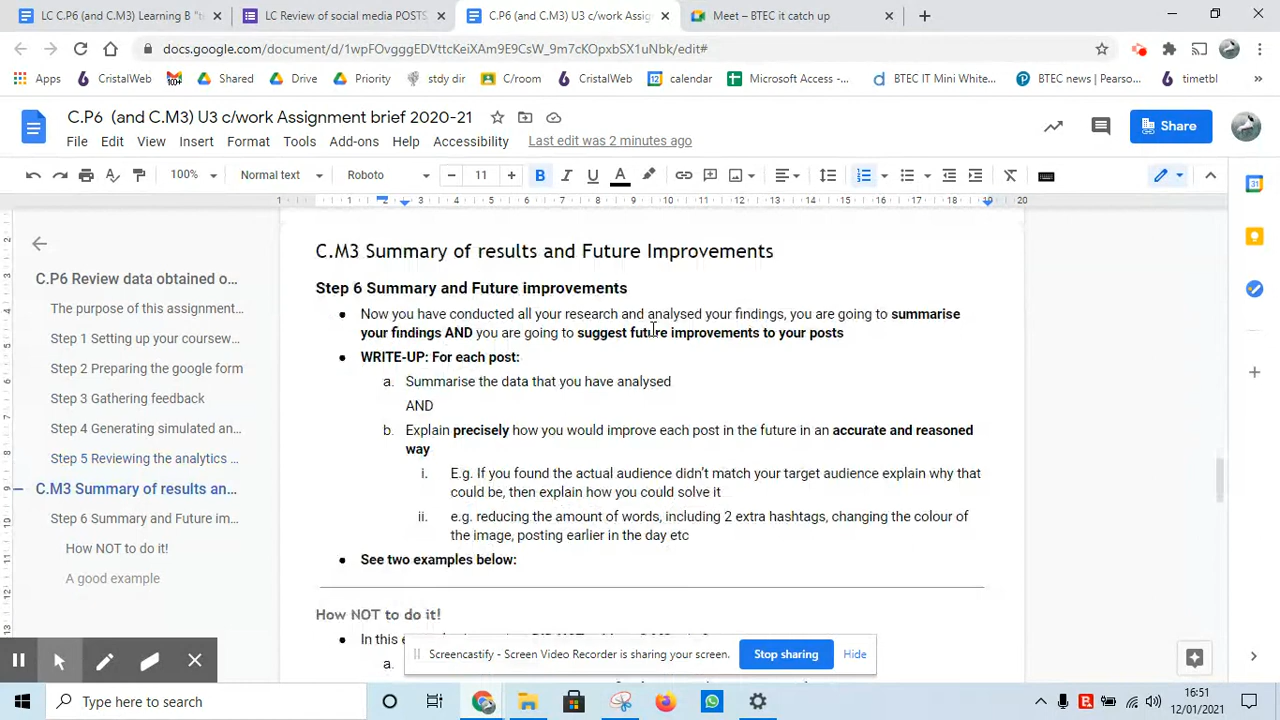 LC C.P6 (and C.M3) Learning B "
LC Review of social media POSTS
C.P6 (and C.M3) U3 c/work Assig
Meet – BTEC it catch up
docs.google.com/document/d/1wpFOvgggEDVttcKeiXAm9E9CsW_9m7cKOpxbSX1uNbk/edit#
Apps CristalWeb 100+ Shared Drive Priority stdy dir C/room CristalWeb calendar Microsoft Access -... BTEC IT Mini White... BTEC news | Pearso... timetbl »
C.P6 (and C.M3) U3 c/work Assignment brief 2020-21
Share
File Edit View Insert Format Tools Add-ons Help Accessibility Last edit was 2 minutes ago
100% Normal text Roboto 11
C.P6 Review data obtained o...
The purpose of this assignment...
Step 1 Setting up your coursew...
Step 2 Preparing the google form
Step 3 Gathering feedback
Step 4 Generating simulated an...
Step 5 Reviewing the analytics ...
C.M3 Summary of results an...
Step 6 Summary and Future im...
How NOT to do it!
A good example
C.M3 Summary of results and Future Improvements
Step 6 Summary and Future improvements
● Now you have conducted all your research and analysed your findings, you are going to summarise
your findings AND you are going to suggest future improvements to your posts
● WRITE-UP: For each post:
a. Summarise the data that you have analysed
AND
b. Explain precisely how you would improve each post in the future in an accurate and reasoned
way
i. E.g. If you found the actual audience didn't match your target audience explain why that
could be, then explain how you could solve it
ii. e.g. reducing the amount of words, including 2 extra hashtags, changing the colour of
the image, posting earlier in the day etc
● See two examples below:
How NOT to do it!
● In this e
a.
Screencastify - Screen Video Recorder is sharing your screen. Stop sharing Hide
Type here to search
16:51
12/01/2021